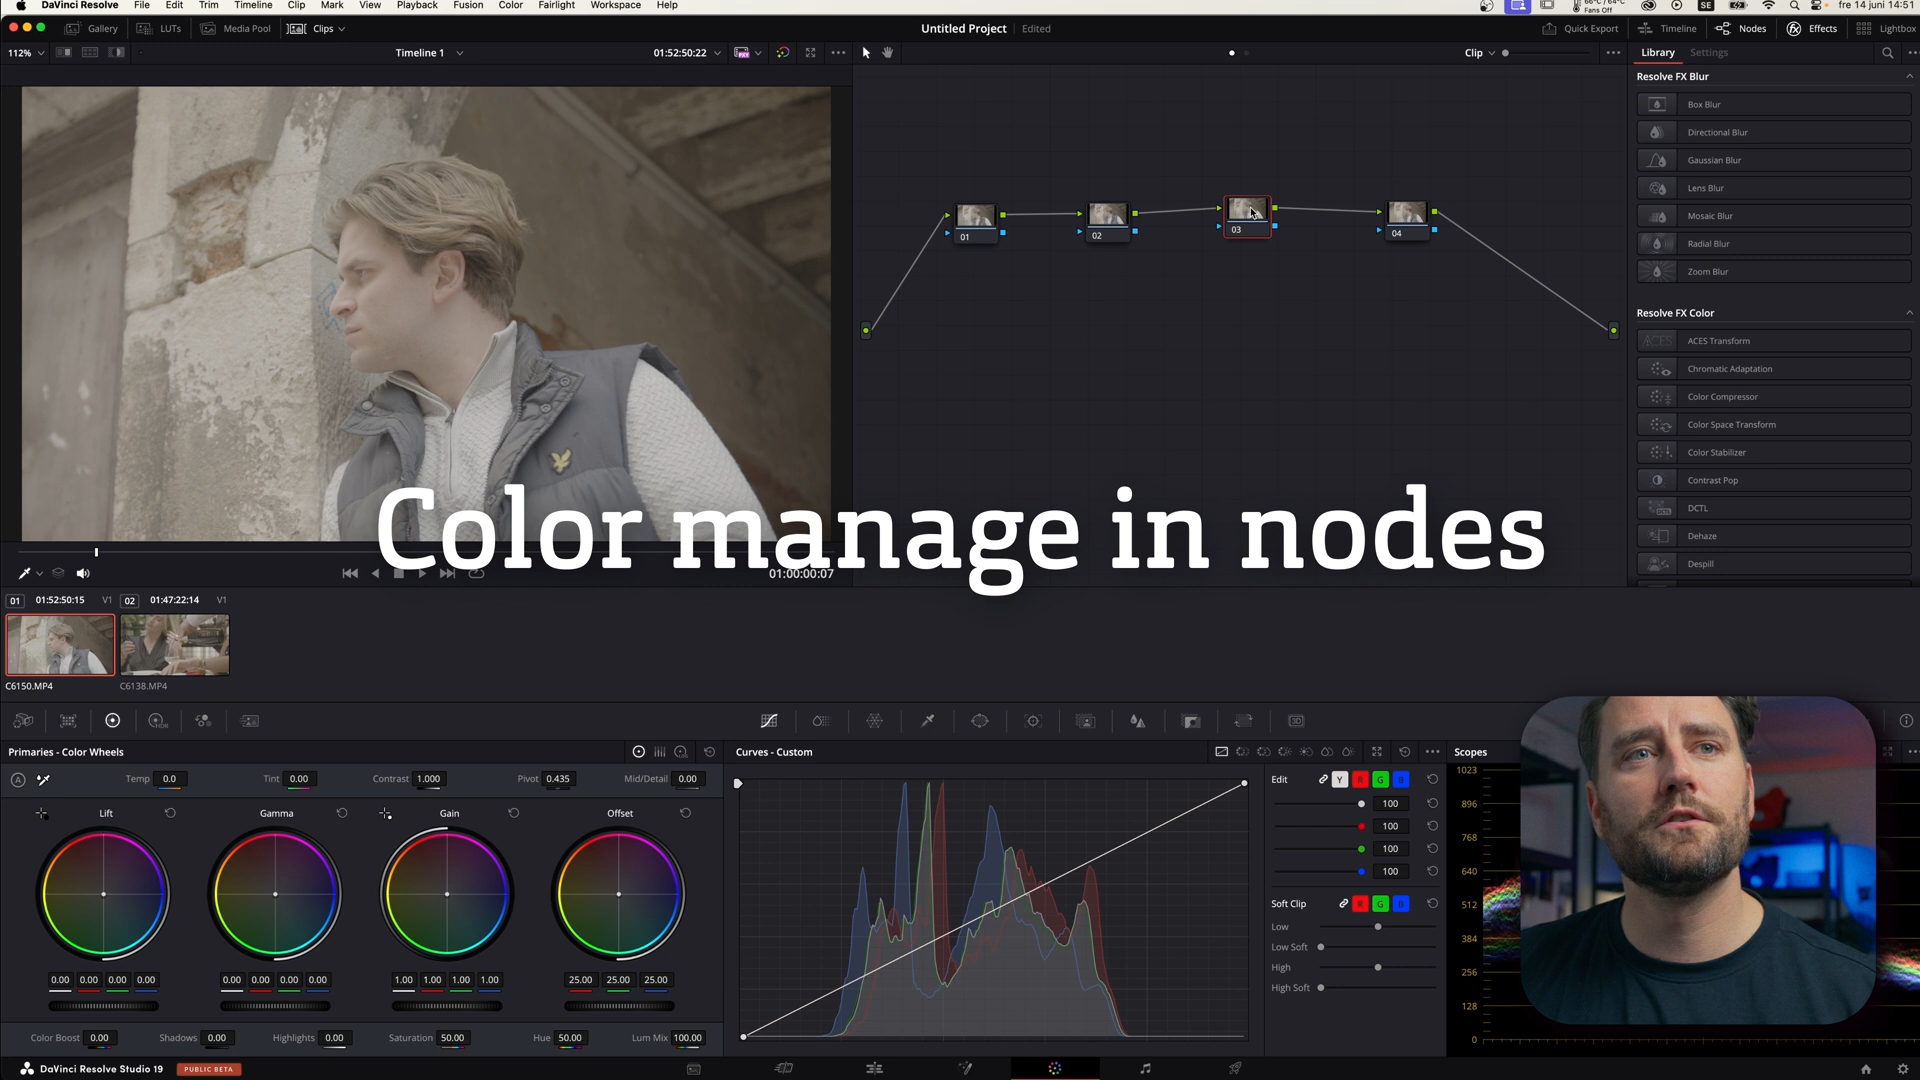 DaVinci Resolve File Edit Trim Timeline Clip Mark View Playback Fusion Color Fairlight Workspace Help
66°C / 64°C
Fans Off
SE
fre 14 juni 14:51
Gallery LUTs Media Pool Clips
Untitled Project Edited
Quick Export Timeline Nodes Effects Lightbox
112% Timeline 1 01:52:50:22 Clip
Library Settings
Resolve FX Blur
Box Blur
Directional Blur
Gaussian Blur
Lens Blur
Mosaic Blur
Radial Blur
Zoom Blur
Resolve FX Color
ACES Transform
Chromatic Adaptation
Color Compressor
Color Space Transform
Color Stabilizer
Contrast Pop
DCTL
Dehaze
Despill
01 02 03 04
Color manage in nodes
01:00:00:07
01 01:52:50:15 V1 02 01:47:22:14 V1
C6150.MP4 C6138.MP4
Primaries - Color Wheels
Temp 0.0 Tint 0.00 Contrast 1.000 Pivot 0.435 Mid/Detail 0.00
Lift Gamma Gain Offset
0.00 0.00 0.00 0.00 0.00 0.00 0.00 0.00 1.00 1.00 1.00 1.00 25.00 25.00 25.00
Color Boost 0.00 Shadows 0.00 Highlights 0.00 Saturation 50.00 Hue 50.00 Lum Mix 100.00
Curves - Custom
Edit Y R G B
100
100
100
100
Soft Clip R G B
Low
Low Soft
High
High Soft
Scopes
1023
896
768
640
512
384
256
128
0
DaVinci Resolve Studio 19 PUBLIC BETA